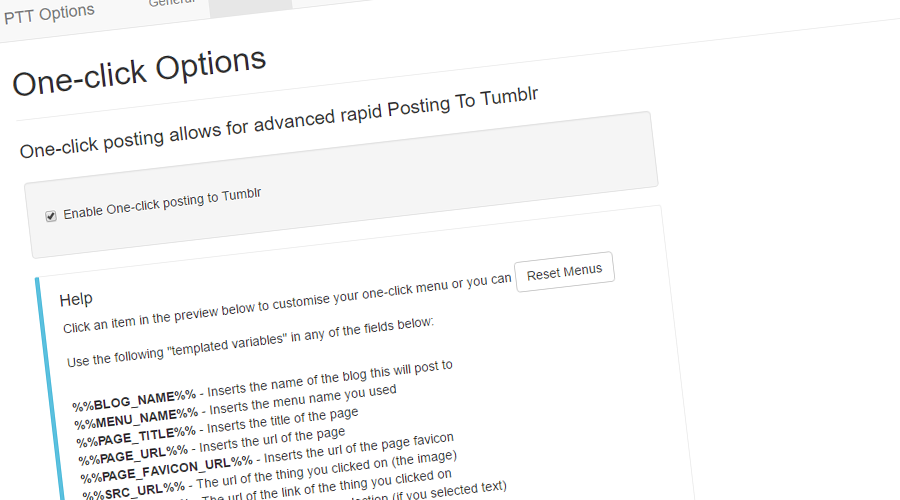 PTT Options
General
One-click Options
One-click posting allows for advanced rapid Posting To Tumblr
Enable One-click posting to Tumblr
Help
Click an item in the preview below to customise your one-click menu or you can Reset Menus
Use the following "templated variables" in any of the fields below:
%%BLOG_NAME%% - Inserts the name of the blog this will post to
%%MENU_NAME%% - Inserts the menu name you used
%%PAGE_TITLE%% - Inserts the title of the page
%%PAGE_URL%% - Inserts the url of the page
%%PAGE_FAVICON_URL%% - Inserts the url of the page favicon
%%SRC_URL%% - The url of the thing you clicked on (the image)
The url of the link of the thing you clicked on
(if you selected text)